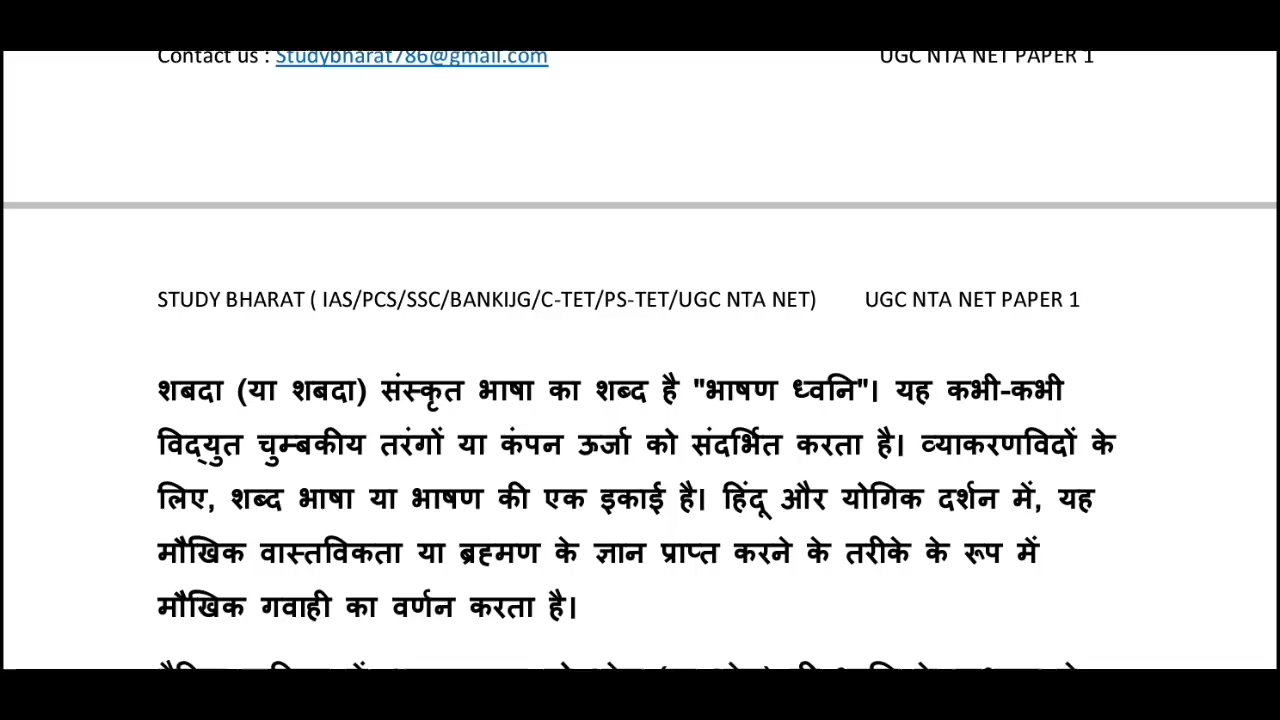 Contact us : Studybharat786@gmail.com UGC NTA NET PAPER 1
STUDY BHARAT ( IAS/PCS/SSC/BANKIJG/C-TET/PS-TET/UGC NTA NET) UGC NTA NET PAPER 1
शबदा (या शबदा) संस्कृत भाषा का शब्द है "भाषण ध्वनि"। यह कभी-कभी
विद्युत चुम्बकीय तरंगों या कंपन ऊर्जा को संदर्भित करता है। व्याकरणविदों के
लिए, शब्द भाषा या भाषण की एक इकाई है। हिंदू और योगिक दर्शन में, यह
मौखिक वास्तविकता या ब्रह्मण के ज्ञान प्राप्त करने के तरीके के रूप में
मौखिक गवाही का वर्णन करता है।